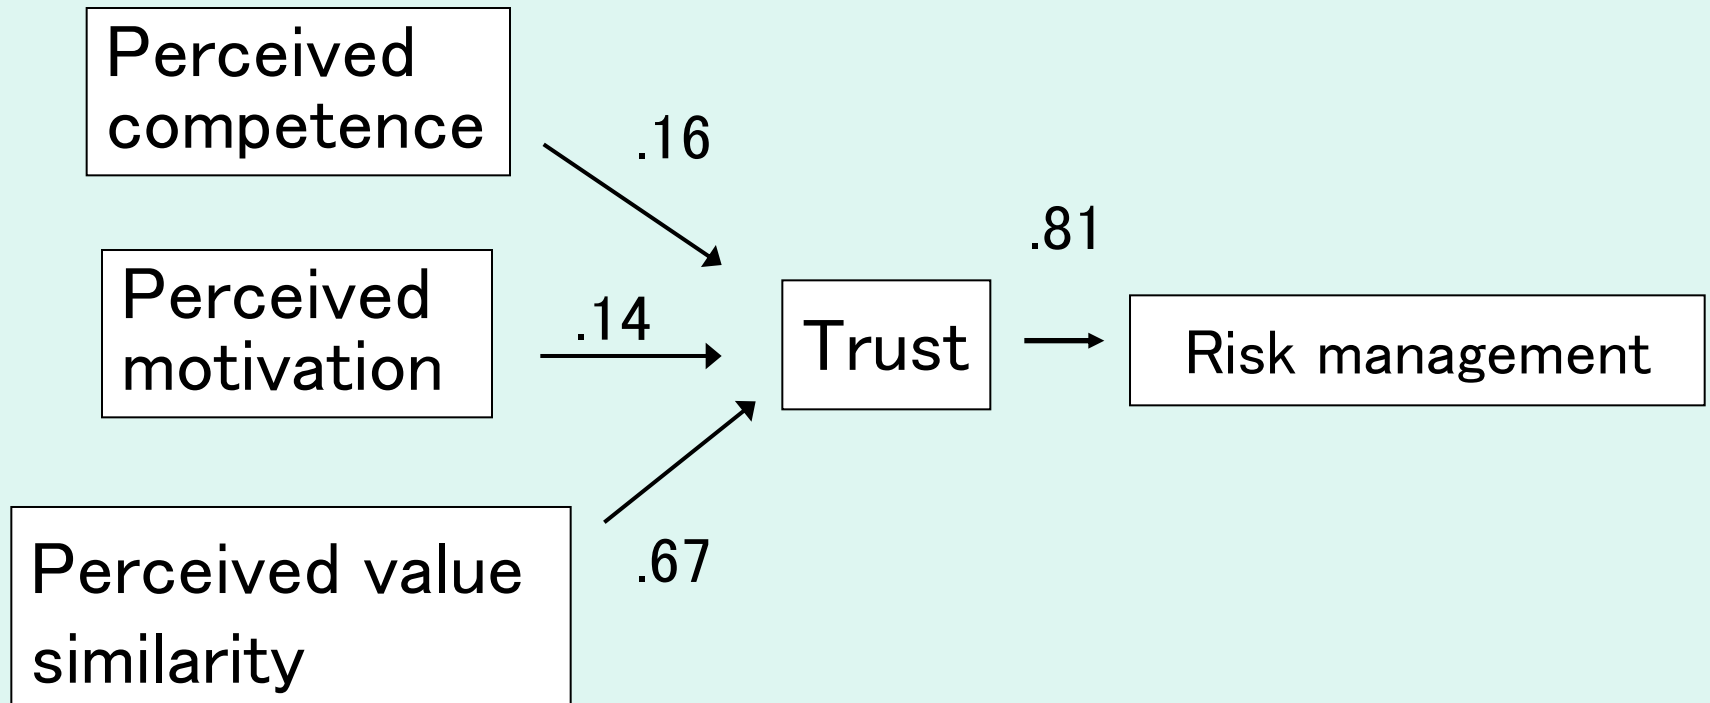 Perceived
competence
.16
.81
Perceived
motivation
.14
Trust
Risk management
.67
Perceived value
similarity